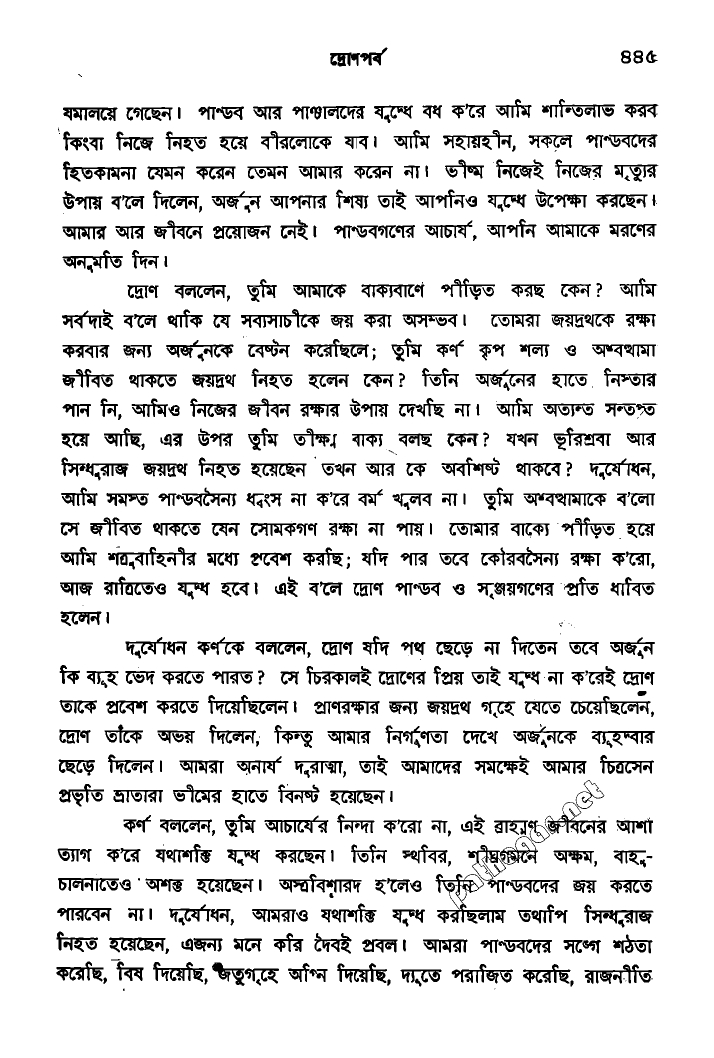 দ্রোণপর্ব ৪৪৫
যমালয়ে গেছেন। পাণ্ডব আর পাঞ্চালদের যুদ্ধে বধ ক'রে আমি শান্তিলাভ করব
কিংবা নিজে নিহত হয়ে বীরলোকে যাব। আমি সহায়হীন, সকলে পাণ্ডবদের
হিতকামনা যেমন করেন তেমন আমার করেন না। ভীষ্ম নিজেই নিজের মৃত্যুর
উপায় ব'লে দিলেন, অর্জুন আপনার শিষ্য তাই আপনিও যুদ্ধে উপেক্ষা করছেন।
আমার আর জীবনে প্রয়োজন নেই। পাণ্ডবগণের আচার্য, আপনি আমাকে মরণের
অনুমতি দিন।
দ্রোণ বললেন, তুমি আমাকে বাক্যবাণে পীড়িত করছ কেন? আমি
সর্বদাই ব'লে থাকি যে সব্যসাচীকে জয় করা অসম্ভব। তোমরা জয়দ্রথকে রক্ষা
করবার জন্য অর্জুনকে বেষ্টন করেছিলে; তুমি কর্ণ কৃপ শল্য ও অশ্বত্থামা
জীবিত থাকতে জয়দ্রথ নিহত হলেন কেন? তিনি অর্জুনের হাতে নিস্তার
পান নি, আমিও নিজের জীবন রক্ষার উপায় দেখছি না। আমি অত্যন্ত সন্তপ্ত
হয়ে আছি, এর উপর তুমি তীক্ষ্ণ বাক্য বলছ কেন? যখন ভূরিশ্রবা আর
সিন্ধুরাজ জয়দ্রথ নিহত হয়েছেন তখন আর কে অবশিষ্ট থাকবে? দুর্যোধন,
আমি সমস্ত পাণ্ডবসৈন্য ধ্বংস না ক'রে বর্ম খুলব না। তুমি অশ্বত্থামাকে ব'লো
সে জীবিত থাকতে যেন সোমকগণ রক্ষা না পায়। তোমার বাক্যে পীড়িত হয়ে
আমি শত্রুবাহিনীর মধ্যে প্রবেশ করছি; যদি পার তবে কৌরবসৈন্য রক্ষা ক'রো,
আজ রাত্রিতেও যুদ্ধ হবে। এই ব'লে দ্রোণ পাণ্ডব ও সৃঞ্জয়গণের প্রতি ধাবিত
হলেন।
দুর্যোধন কর্ণকে বললেন, দ্রোণ যদি পথ ছেড়ে না দিতেন তবে অর্জুন
কি ব্যূহ ভেদ করতে পারত? সে চিরকালই দ্রোণের প্রিয় তাই যুদ্ধ না ক'রেই দ্রোণ
তাকে প্রবেশ করতে দিয়েছিলেন। প্রাণরক্ষার জন্য জয়দ্রথ গৃহে যেতে চেয়েছিলেন,
দ্রোণ তাঁকে অভয় দিলেন, কিন্তু আমার নির্গুণতা দেখে অর্জুনকে ব্যূহদ্বার
ছেড়ে দিলেন। আমরা অনার্য দুরাত্মা, তাই আমাদের সমক্ষেই আমার চিত্রসেন
প্রভৃতি ভ্রাতারা ভীমের হাতে বিনষ্ট হয়েছেন।
কর্ণ বললেন, তুমি আচার্যের নিন্দা ক'রো না, এই ব্রাহ্মণ জীবনের আশা
ত্যাগ ক'রে যথাশক্তি যুদ্ধ করছেন। তিনি স্থবির, শীঘ্রগমনে অক্ষম, বাহু-
চালনাতেও অশক্ত হয়েছেন। অস্ত্রবিশারদ হ'লেও তিনি পাণ্ডবদের জয় করতে
পারবেন না। দুর্যোধন, আমরাও যথাশক্তি যুদ্ধ করছিলাম তথাপি সিন্ধুরাজ
নিহত হয়েছেন, এজন্য মনে করি দৈবই প্রবল। আমরা পাণ্ডবদের সঙ্গে শঠতা
করেছি, বিষ দিয়েছি, জতুগৃহে অগ্নি দিয়েছি, দ্যূতে পরাজিত করেছি, রাজনীতি
pathagar.net